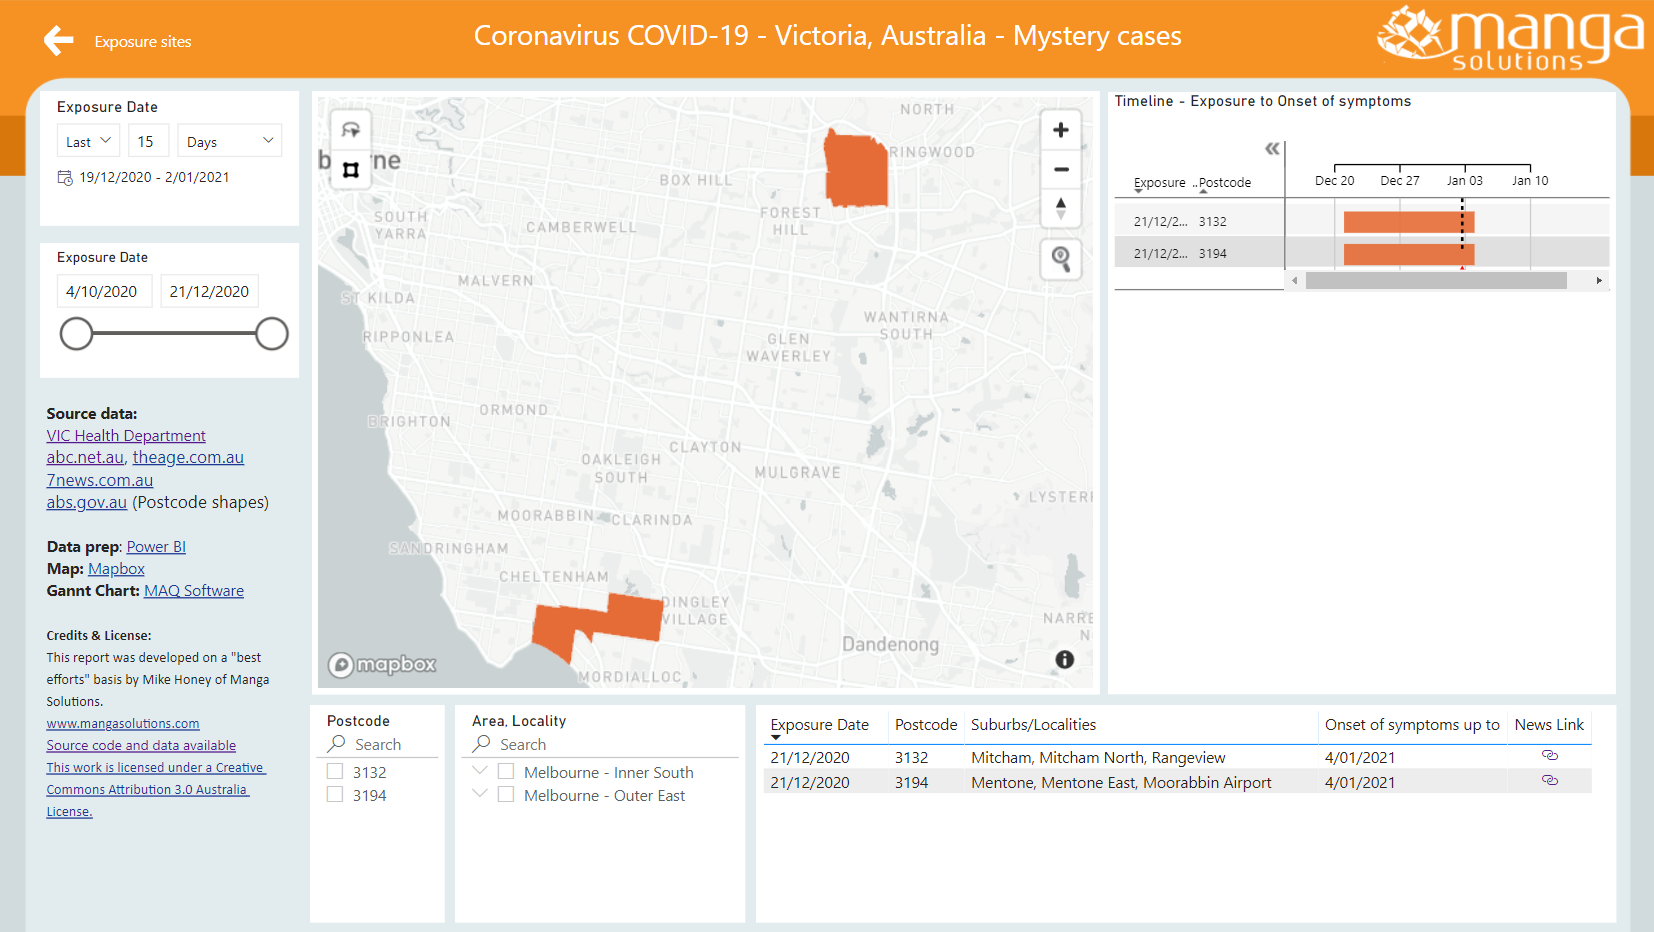 Exposure sites
Coronavirus COVID-19 - Victoria, Australia - Mystery cases
manga
solutions
Exposure Date
Last 15 Days
19/12/2020 - 2/01/2021
Exposure Date
4/10/2020 21/12/2020
Source data:
VIC Health Department
abc.net.au, theage.com.au
7news.com.au
abs.gov.au (Postcode shapes)
Data prep: Power BI
Map: Mapbox
Gannt Chart: MAQ Software
Credits & License:
This report was developed on a "best
efforts" basis by Mike Honey of Manga
Solutions.
www.mangasolutions.com
Source code and data available
This work is licensed under a Creative
Commons Attribution 3.0 Australia
License.
NORTH
RINGWOOD
BOX HILL
SOUTH
YARRA
CAMBERWELL
FOREST
HILL
MALVERN
ST KILDA
RIPPONLEA
WANTIRNA
SOUTH
GLEN
WAVERLEY
ORMOND
BRIGHTON
CLAYTON
OAKLEIGH
SOUTH
MULGRAVE
LYSTERF
MOORABBIN
CLARINDA
SANDRINGHAM
CHELTENHAM
DINGLEY
VILLAGE
NARRE
N
Dandenong
MORDIALLOC
mapbox
Timeline - Exposure to Onset of symptoms
Exposure ..Postcode
Dec 20 Dec 27 Jan 03 Jan 10
21/12/2... 3132
21/12/2... 3194
Postcode
Search
3132
3194
Area, Locality
Search
Melbourne - Inner South
Melbourne - Outer East
Exposure Date Postcode Suburbs/Localities Onset of symptoms up to News Link
21/12/2020 3132 Mitcham, Mitcham North, Rangeview 4/01/2021
21/12/2020 3194 Mentone, Mentone East, Moorabbin Airport 4/01/2021